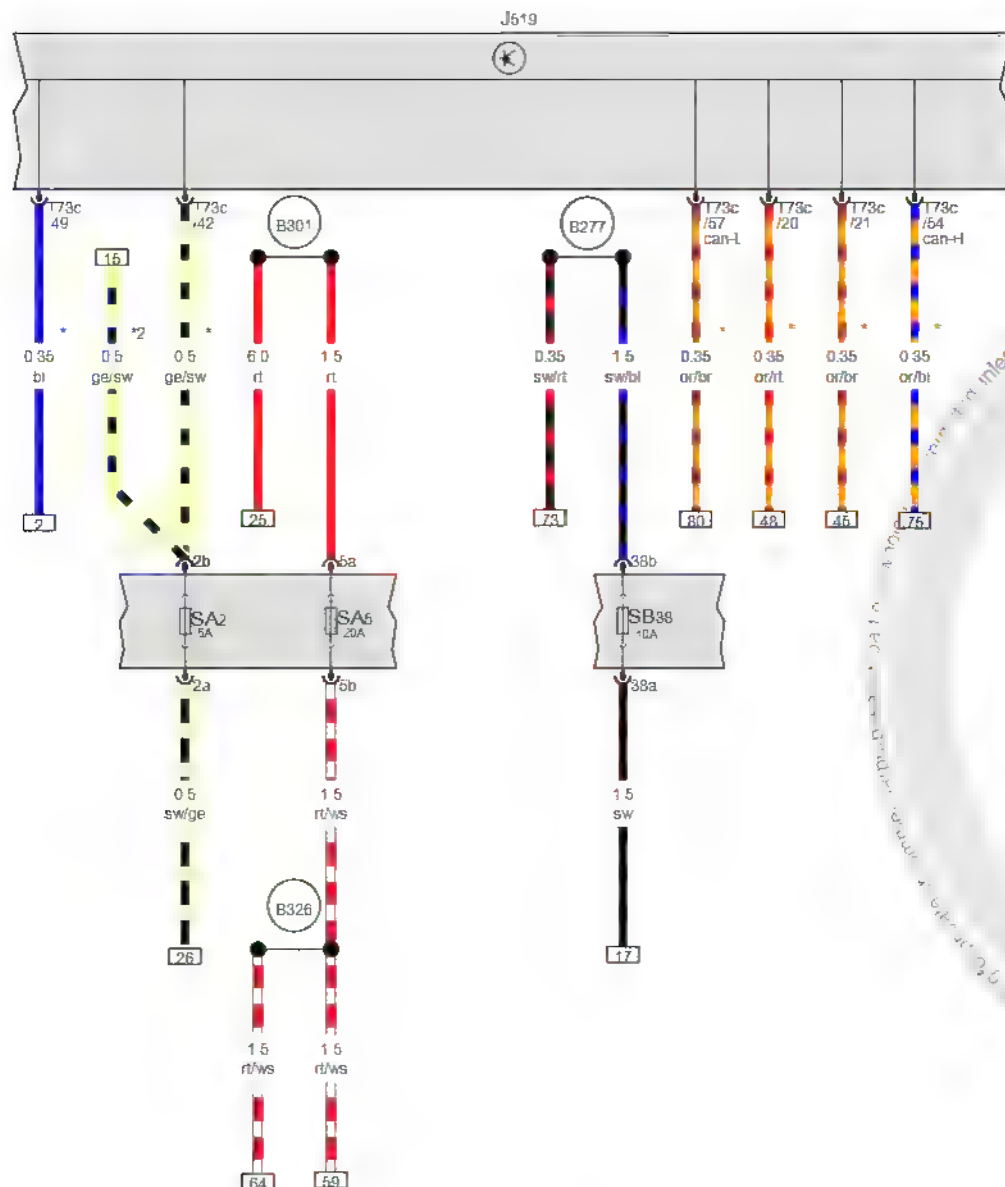 J519
T73c
49
T73c
/42
B301
B277
T73c
/57
can-L
T73c
/20
T73c
/21
T73c
/54
can-H
15
*
*2
*
*
*
*
*
0.35
bl
0.5
ge/sw
0.5
ge/sw
6.0
rt
1.5
rt
0.35
sw/rt
1.5
sw/bl
0.35
or/br
0.35
or/rt
0.35
or/br
0.35
or/bl
2
25
73
80
48
45
75
2b
5a
38b
SA2
5A
SA5
20A
SB38
10A
2a
5b
38a
0.5
sw/ge
1.5
rt/ws
1.5
sw
B326
26
17
1.5
rt/ws
1.5
rt/ws
64
59